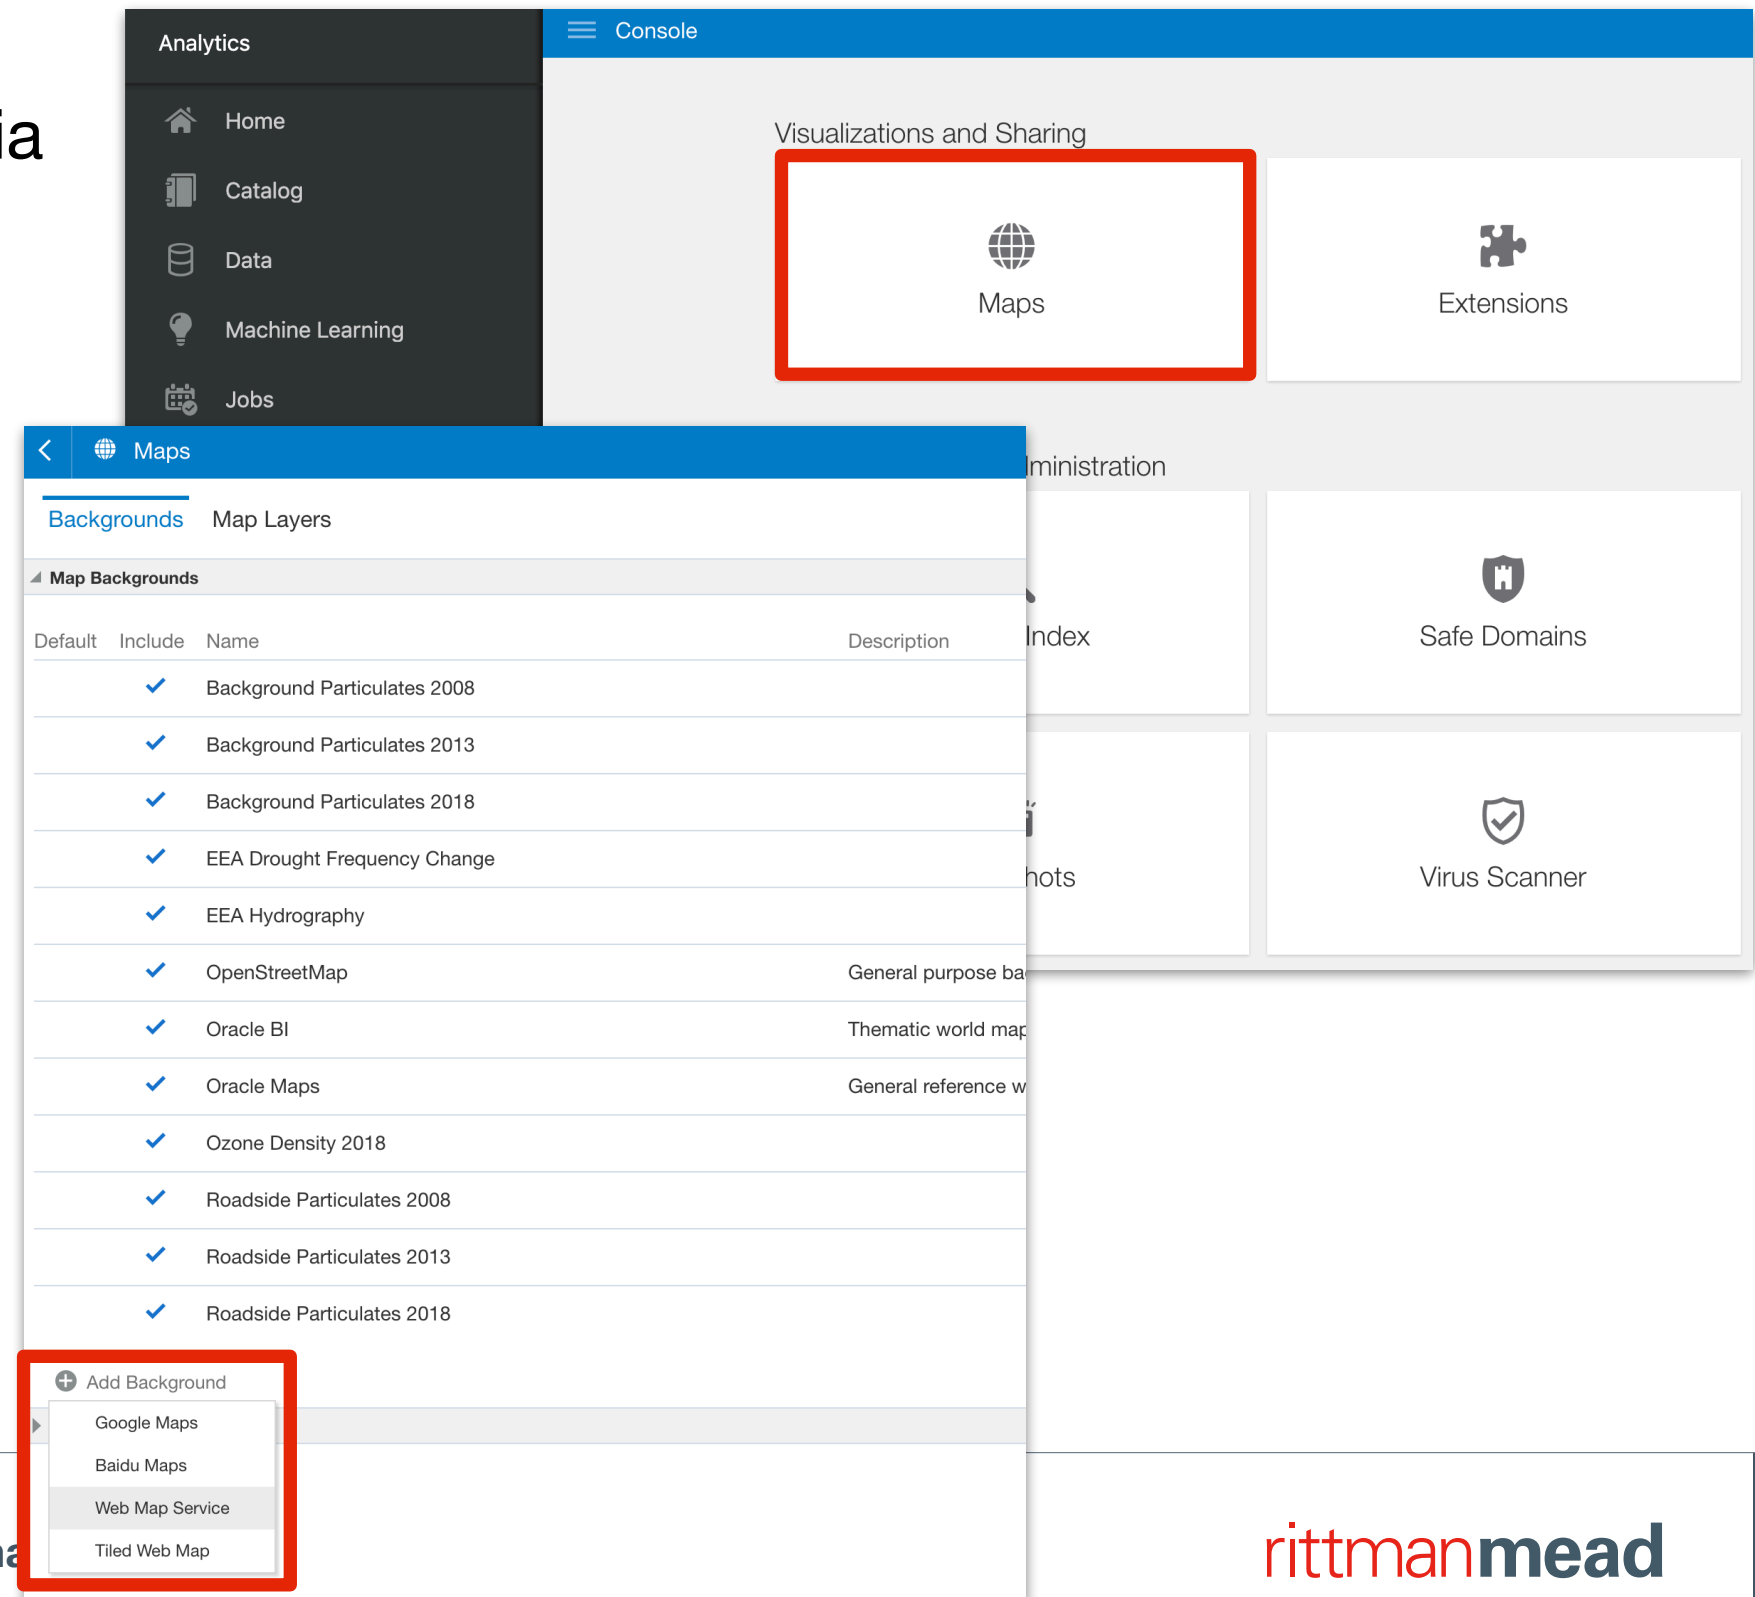 Analytics
Console
ia
Home
Catalog
Data
Machine Learning
Jobs
Visualizations and Sharing
Maps
Extensions
Maps
ministration
Backgrounds Map Layers
Map Backgrounds
Index
Safe Domains
hots
Virus Scanner
Default Include Name Description
Background Particulates 2008
Background Particulates 2013
Background Particulates 2018
EEA Drought Frequency Change
EEA Hydrography
OpenStreetMap General purpose ba
Oracle BI Thematic world map
Oracle Maps General reference w
Ozone Density 2018
Roadside Particulates 2008
Roadside Particulates 2013
Roadside Particulates 2018
Add Background
Google Maps
Baidu Maps
Web Map Service
Tiled Web Map
rittmanmead